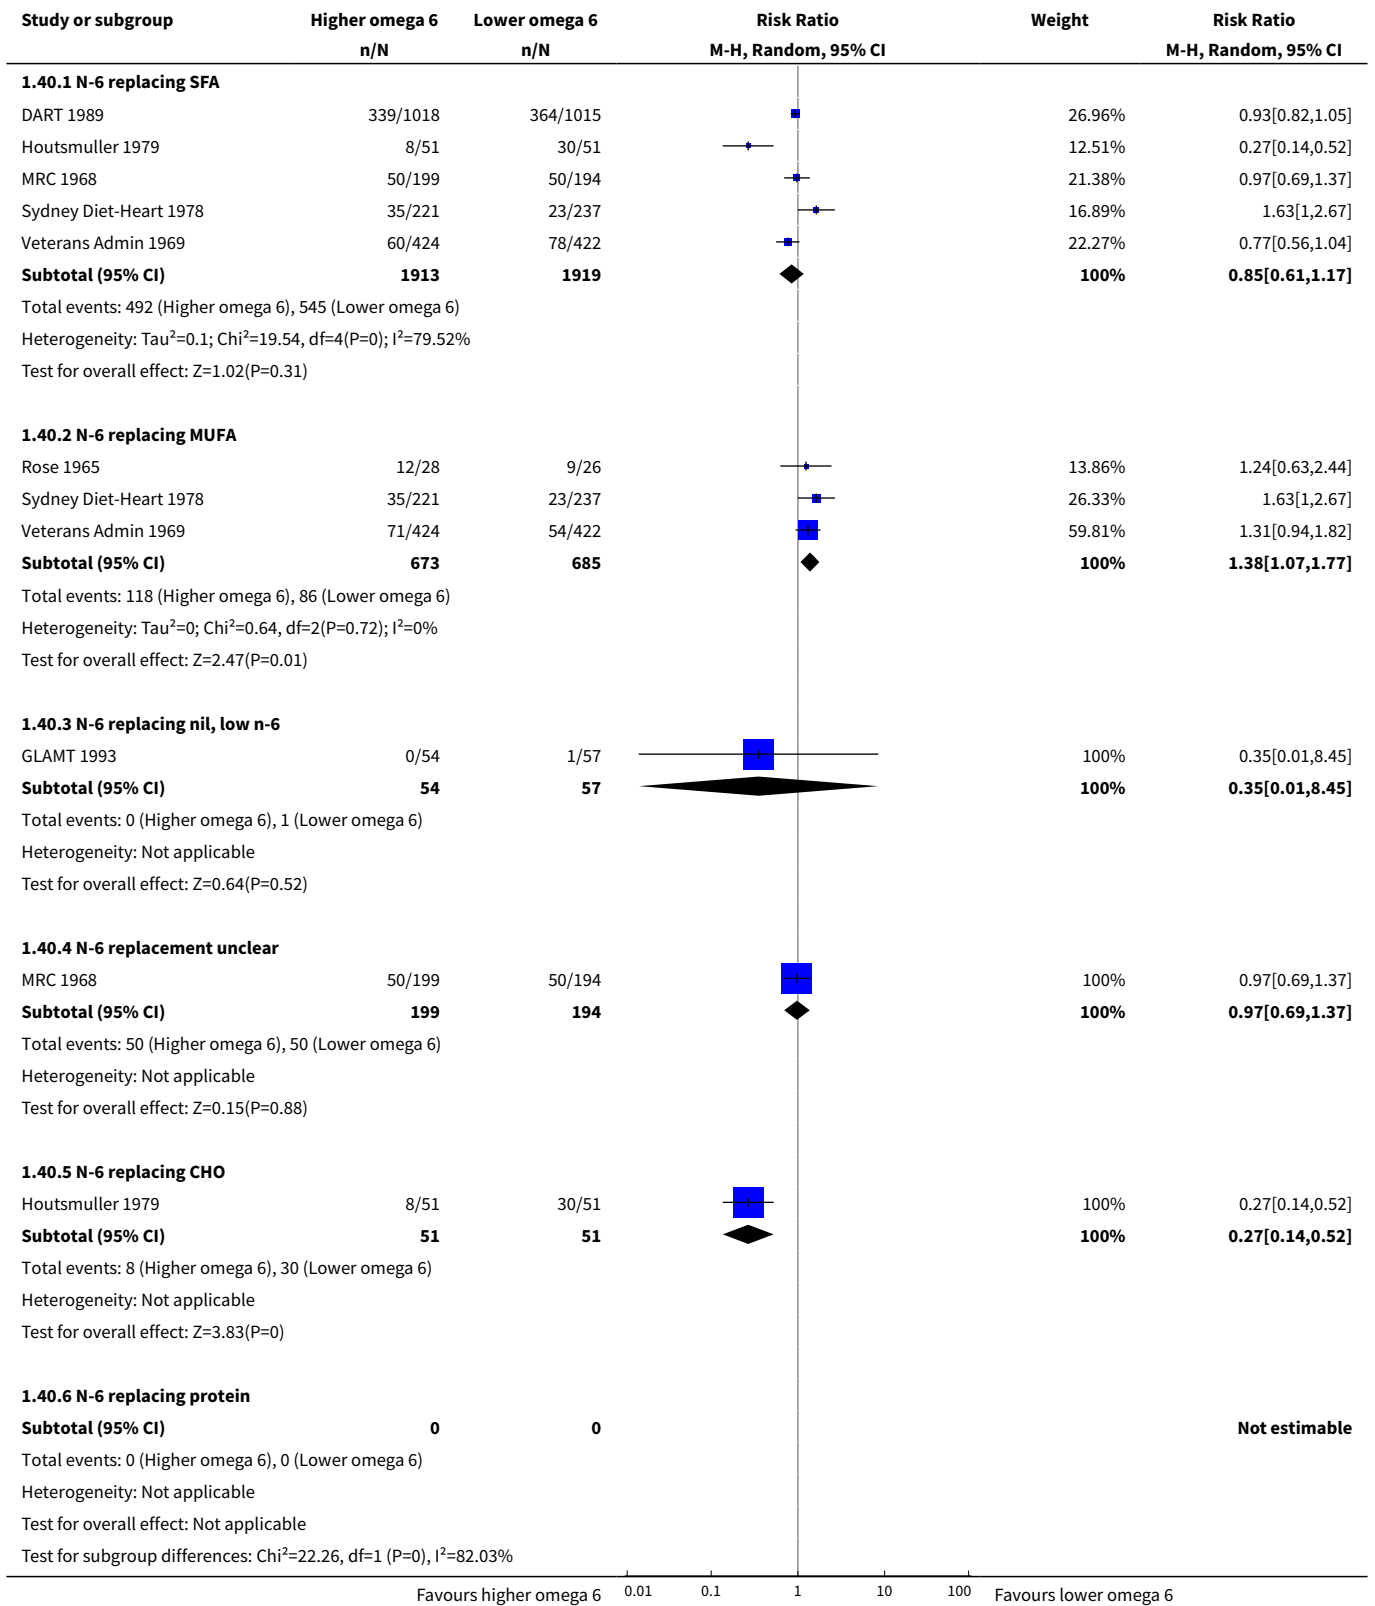 Study or subgroup Higher omega 6 Lower omega 6 Risk Ratio Weight Risk Ratio
n/N n/N M-H, Random, 95% CI M-H, Random, 95% CI
1.40.1 N-6 replacing SFA
DART 1989 339/1018 364/1015 26.96% 0.93[0.82,1.05]
Houtsmuller 1979 8/51 30/51 12.51% 0.27[0.14,0.52]
MRC 1968 50/199 50/194 21.38% 0.97[0.69,1.37]
Sydney Diet-Heart 1978 35/221 23/237 16.89% 1.63[1,2.67]
Veterans Admin 1969 60/424 78/422 22.27% 0.77[0.56,1.04]
Subtotal (95% CI) 1913 1919 100% 0.85[0.61,1.17]
Total events: 492 (Higher omega 6), 545 (Lower omega 6)
Heterogeneity: Tau²=0.1; Chi²=19.54, df=4(P=0); I²=79.52%
Test for overall effect: Z=1.02(P=0.31)
1.40.2 N-6 replacing MUFA
Rose 1965 12/28 9/26 13.86% 1.24[0.63,2.44]
Sydney Diet-Heart 1978 35/221 23/237 26.33% 1.63[1,2.67]
Veterans Admin 1969 71/424 54/422 59.81% 1.31[0.94,1.82]
Subtotal (95% CI) 673 685 100% 1.38[1.07,1.77]
Total events: 118 (Higher omega 6), 86 (Lower omega 6)
Heterogeneity: Tau²=0; Chi²=0.64, df=2(P=0.72); I²=0%
Test for overall effect: Z=2.47(P=0.01)
1.40.3 N-6 replacing nil, low n-6
GLAMT 1993 0/54 1/57 100% 0.35[0.01,8.45]
Subtotal (95% CI) 54 57 100% 0.35[0.01,8.45]
Total events: 0 (Higher omega 6), 1 (Lower omega 6)
Heterogeneity: Not applicable
Test for overall effect: Z=0.64(P=0.52)
1.40.4 N-6 replacement unclear
MRC 1968 50/199 50/194 100% 0.97[0.69,1.37]
Subtotal (95% CI) 199 194 100% 0.97[0.69,1.37]
Total events: 50 (Higher omega 6), 50 (Lower omega 6)
Heterogeneity: Not applicable
Test for overall effect: Z=0.15(P=0.88)
1.40.5 N-6 replacing CHO
Houtsmuller 1979 8/51 30/51 100% 0.27[0.14,0.52]
Subtotal (95% CI) 51 51 100% 0.27[0.14,0.52]
Total events: 8 (Higher omega 6), 30 (Lower omega 6)
Heterogeneity: Not applicable
Test for overall effect: Z=3.83(P=0)
1.40.6 N-6 replacing protein
Subtotal (95% CI) 0 0 Not estimable
Total events: 0 (Higher omega 6), 0 (Lower omega 6)
Heterogeneity: Not applicable
Test for overall effect: Not applicable
Test for subgroup differences: Chi²=22.26, df=1 (P=0), I²=82.03%
Favours higher omega 6 0.01 0.1 1 10 100 Favours lower omega 6